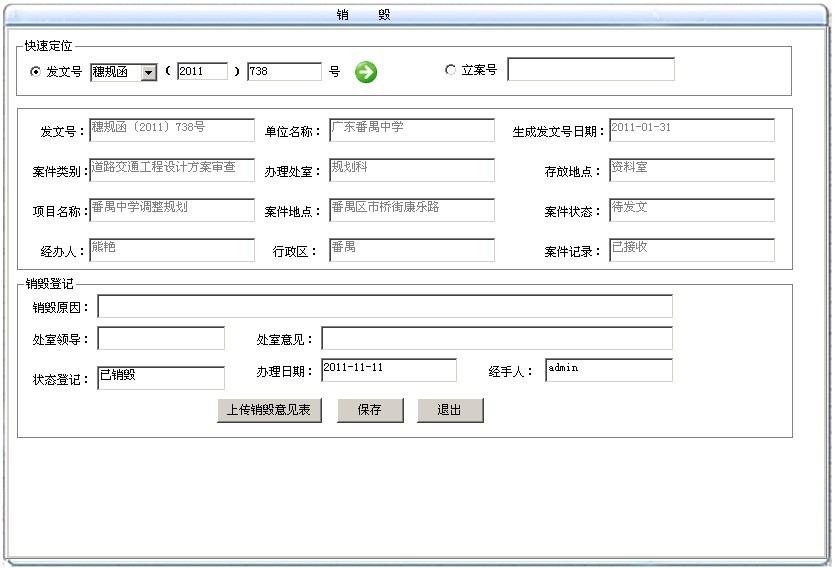 销 毁
快速定位
发文号 穗规函 ( 2011 ) 738 号 立案号
发文号： 穗规函〔2011〕738号 单位名称： 广东番禺中学 生成发文号日期： 2011-01-31
案件类别： 道路交通工程设计方案审查 办理处室： 规划科 存放地点： 资料室
项目名称： 番禺中学调整规划 案件地点： 番禺区市桥街康乐路 案件状态： 待发文
经办人： 熊艳 行政区： 番禺 案件记录： 已接收
销毁登记
销毁原因：
处室领导： 处室意见：
状态登记： 已销毁 办理日期： 2011-11-11 经手人： admin
上传销毁意见表 保存 退出